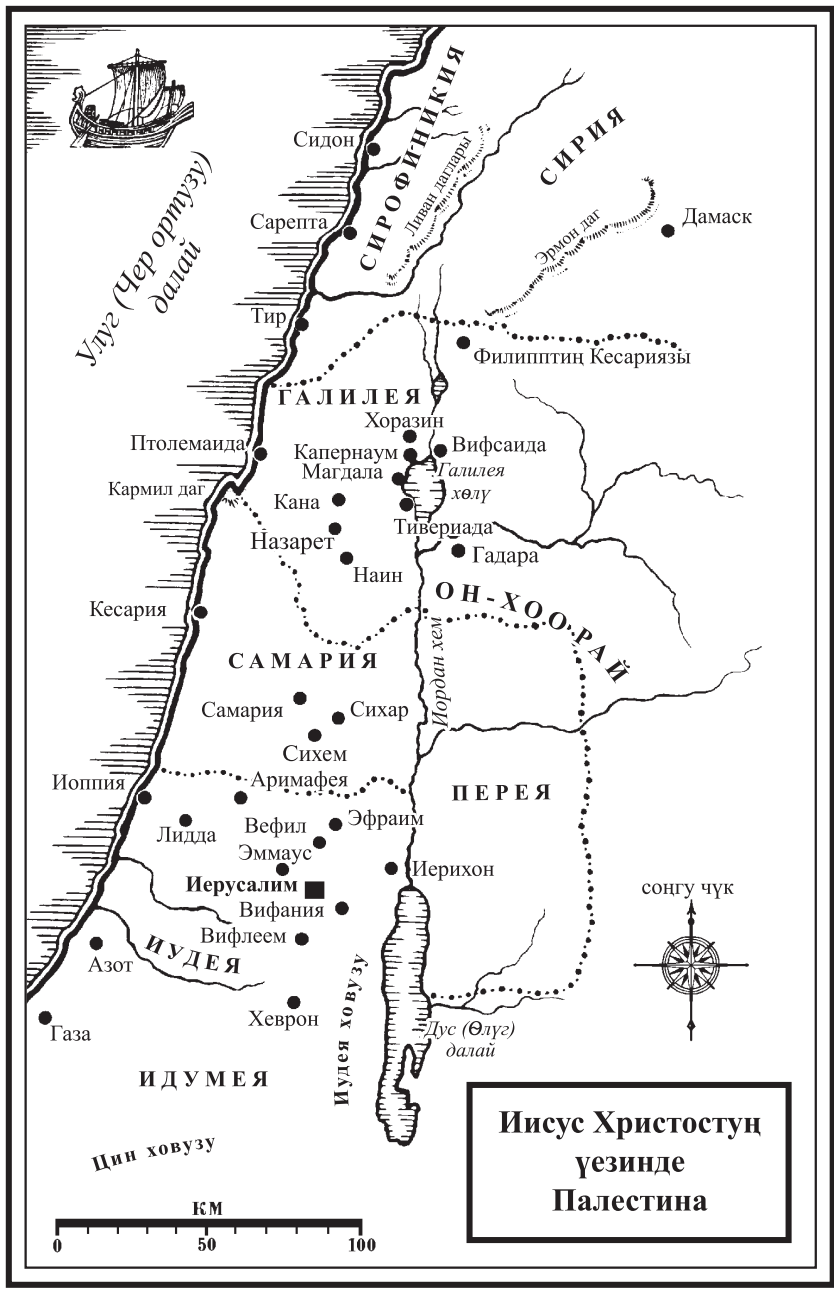 СИРОФИНИКИЯ
Сидон
СИРИЯ
Ливан даглары
Улуг (Чер ортузу)
далай
Сарепта
Эрмон даг
Дамаск
Тир
Филипптиң Кесариязы
ГАЛИЛЕЯ
Хоразин
Птолемаида
Капернаум
Вифсаида
Магдала
Галилея
хөлү
Кармил даг
Кана
Тивериада
Назарет
Гадара
Наин
ОН-ХООРАЙ
Кесария
Иордан хем
САМАРИЯ
Самария
Сихар
Сихем
Иоппия
Аримафея
ПЕРЕЯ
Лидда
Вефил
Эфраим
Эммаус
Иерихон
Иерусалим
соңгу чүк
Вифания
Вифлеем
ИУДЕЯ
Азот
Иудея ховузу
Хеврон
Газа
Дус (Өлүг)
далай
ИДУМЕЯ
Цин ховузу
Иисус Христостуң
үезинде
Палестина
КМ
0 50 100